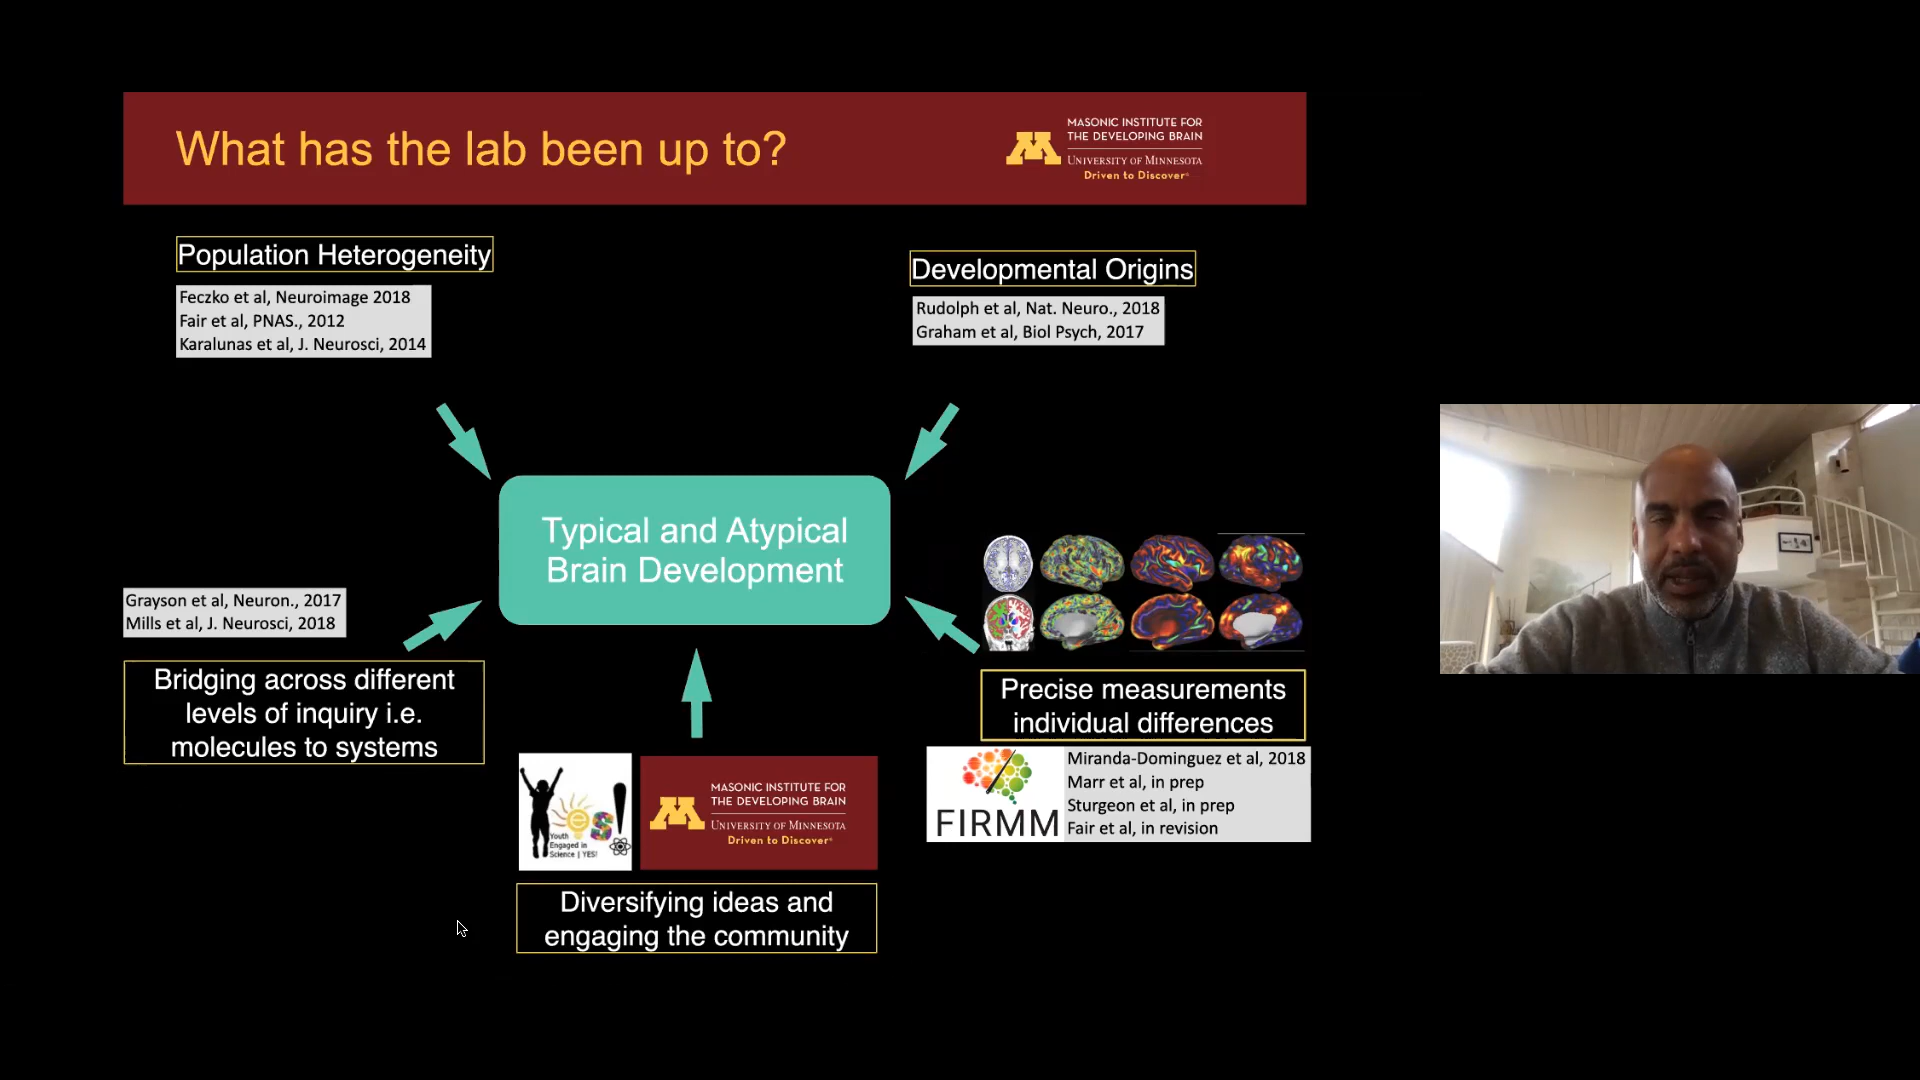 What has the lab been up to?
MASONIC INSTITUTE FOR
THE DEVELOPING BRAIN
UNIVERSITY OF MINNESOTA
Driven to Discover®
Population Heterogeneity
Feczko et al, Neuroimage 2018
Fair et al, PNAS., 2012
Karalunas et al, J. Neurosci, 2014
Developmental Origins
Rudolph et al, Nat. Neuro., 2018
Graham et al, Biol Psych, 2017
Typical and Atypical
Brain Development
Grayson et al, Neuron., 2017
Mills et al, J. Neurosci, 2018
Bridging across different
levels of inquiry i.e.
molecules to systems
Precise measurements
individual differences
FIRMM
Miranda-Dominguez et al, 2018
Marr et al, in prep
Sturgeon et al, in prep
Fair et al, in revision
yes!
Youth
Engaged in
Science | YES!
MASONIC INSTITUTE FOR
THE DEVELOPING BRAIN
UNIVERSITY OF MINNESOTA
Driven to Discover®
Diversifying ideas and
engaging the community